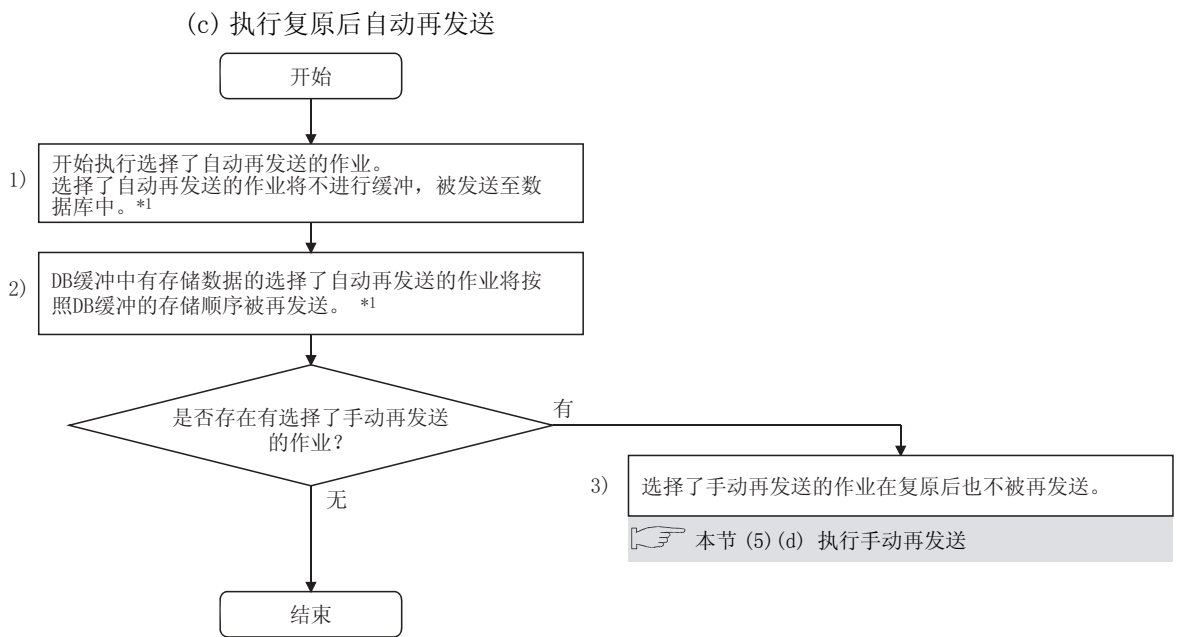 (c) 执行复原后自动再发送
开始
1)
开始执行选择了自动再发送的作业。
选择了自动再发送的作业将不进行缓冲，被发送至数
据库中。*1
2)
DB缓冲中有存储数据的选择了自动再发送的作业将按
照DB缓冲的存储顺序被再发送。 *1
是否存在有选择了手动再发送
的作业？
有
无
3)
选择了手动再发送的作业在复原后也不被再发送。
本节 (5)(d) 执行手动再发送
结束